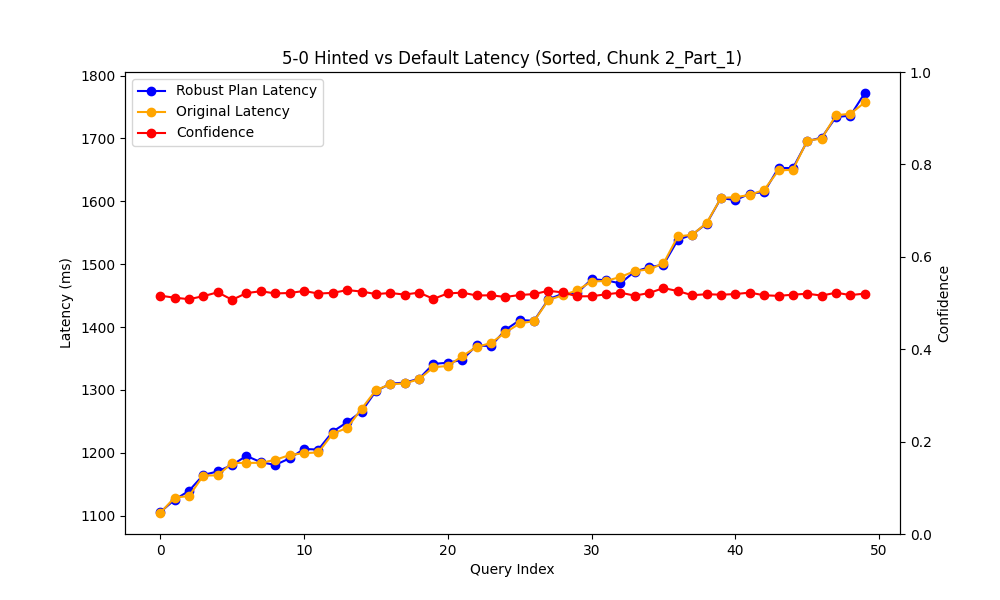 5-0 Hinted vs Default Latency (Sorted, Chunk 2_Part_1)
Robust Plan Latency
Original Latency
Confidence
Latency (ms)
1800
1700
1600
1500
1400
1300
1200
1100
1.0
0.8
0.6
0.4
0.2
0.0
Confidence
0 10 20 30 40 50
Query Index